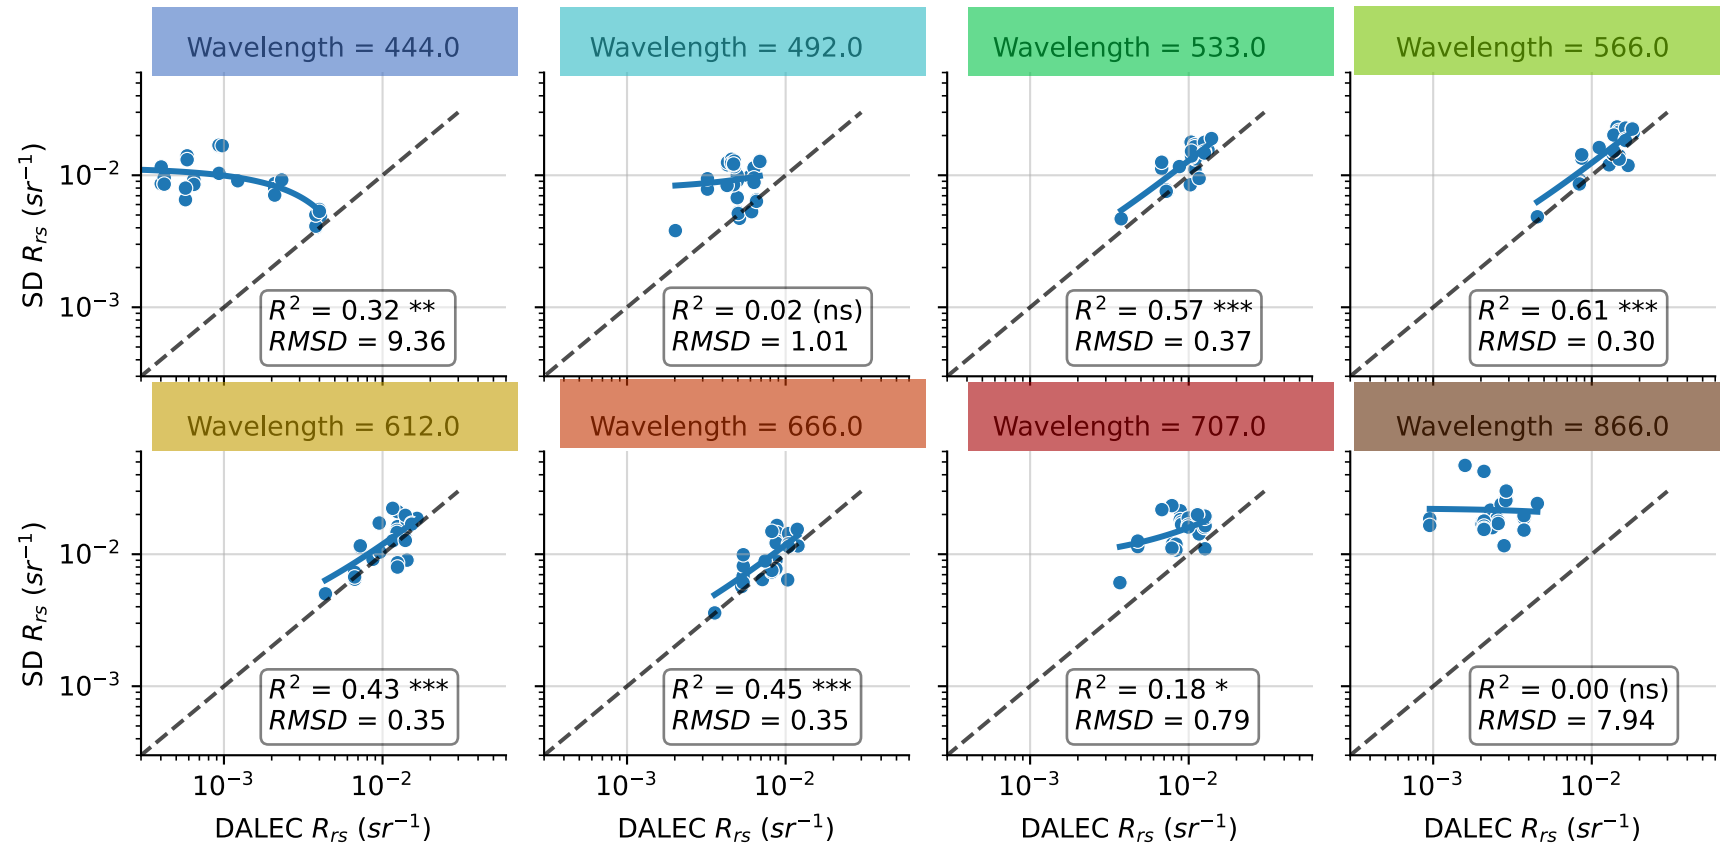 Wavelength = 444.0
Wavelength = 492.0
Wavelength = 533.0
Wavelength = 566.0
SD R_rs (sr^-1)
10^-2
10^-3
R^2 = 0.32 **
RMSD = 9.36
R^2 = 0.02 (ns)
RMSD = 1.01
R^2 = 0.57 ***
RMSD = 0.37
R^2 = 0.61 ***
RMSD = 0.30
Wavelength = 612.0
Wavelength = 666.0
Wavelength = 707.0
Wavelength = 866.0
SD R_rs (sr^-1)
10^-2
10^-3
R^2 = 0.43 ***
RMSD = 0.35
R^2 = 0.45 ***
RMSD = 0.35
R^2 = 0.18 *
RMSD = 0.79
R^2 = 0.00 (ns)
RMSD = 7.94
10^-3 10^-2
10^-3 10^-2
10^-3 10^-2
10^-3 10^-2
DALEC R_rs (sr^-1)
DALEC R_rs (sr^-1)
DALEC R_rs (sr^-1)
DALEC R_rs (sr^-1)